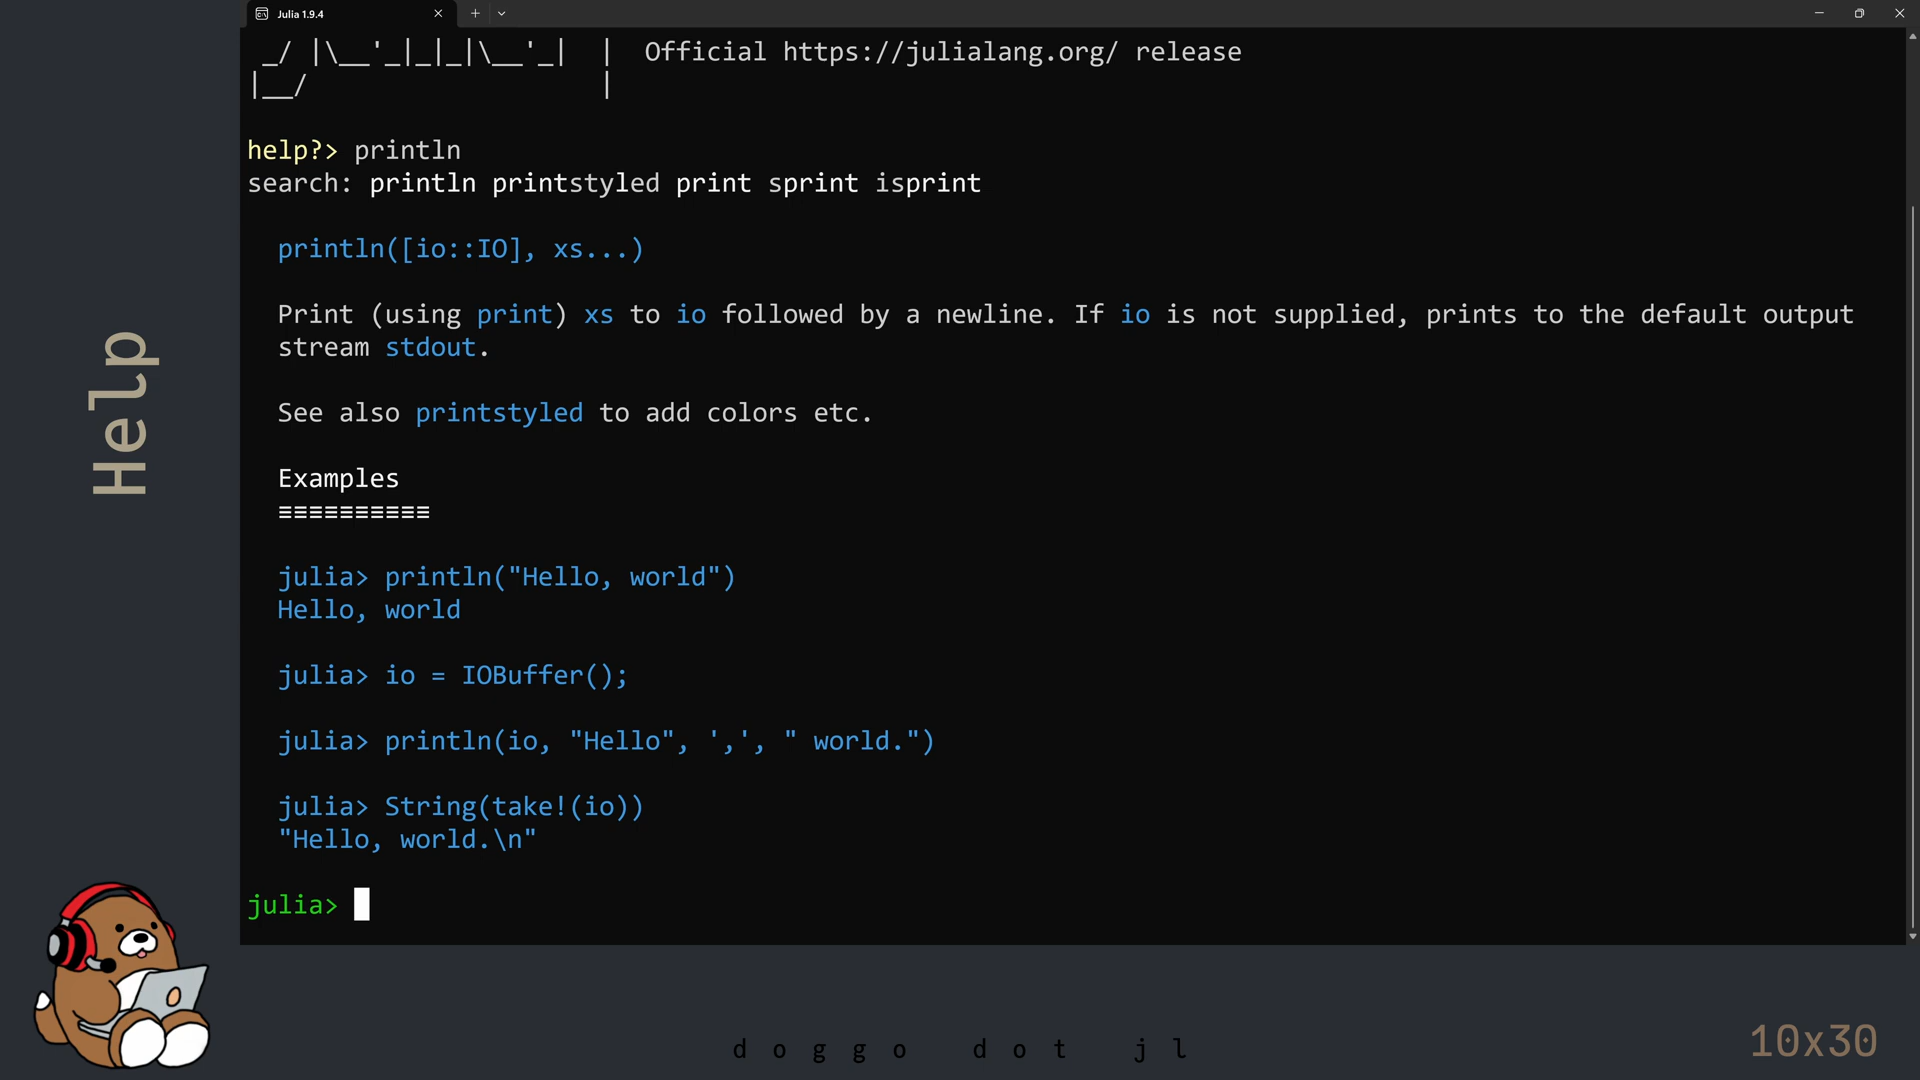 Julia 1.9.4
_/ |\__'_|_|_|\__'_|  |  Official https://julialang.org/ release
|__/                   |
help?> println
search: println printstyled print sprint isprint
println([io::IO], xs...)
Print (using print) xs to io followed by a newline. If io is not supplied, prints to the default output
stream stdout.
See also printstyled to add colors etc.
Examples
≡≡≡≡≡≡≡≡≡≡
julia> println("Hello, world")
Hello, world
julia> io = IOBuffer();
julia> println(io, "Hello", ',', " world.")
julia> String(take!(io))
"Hello, world.\n"
julia>
Help
doggo dot jl
10x30